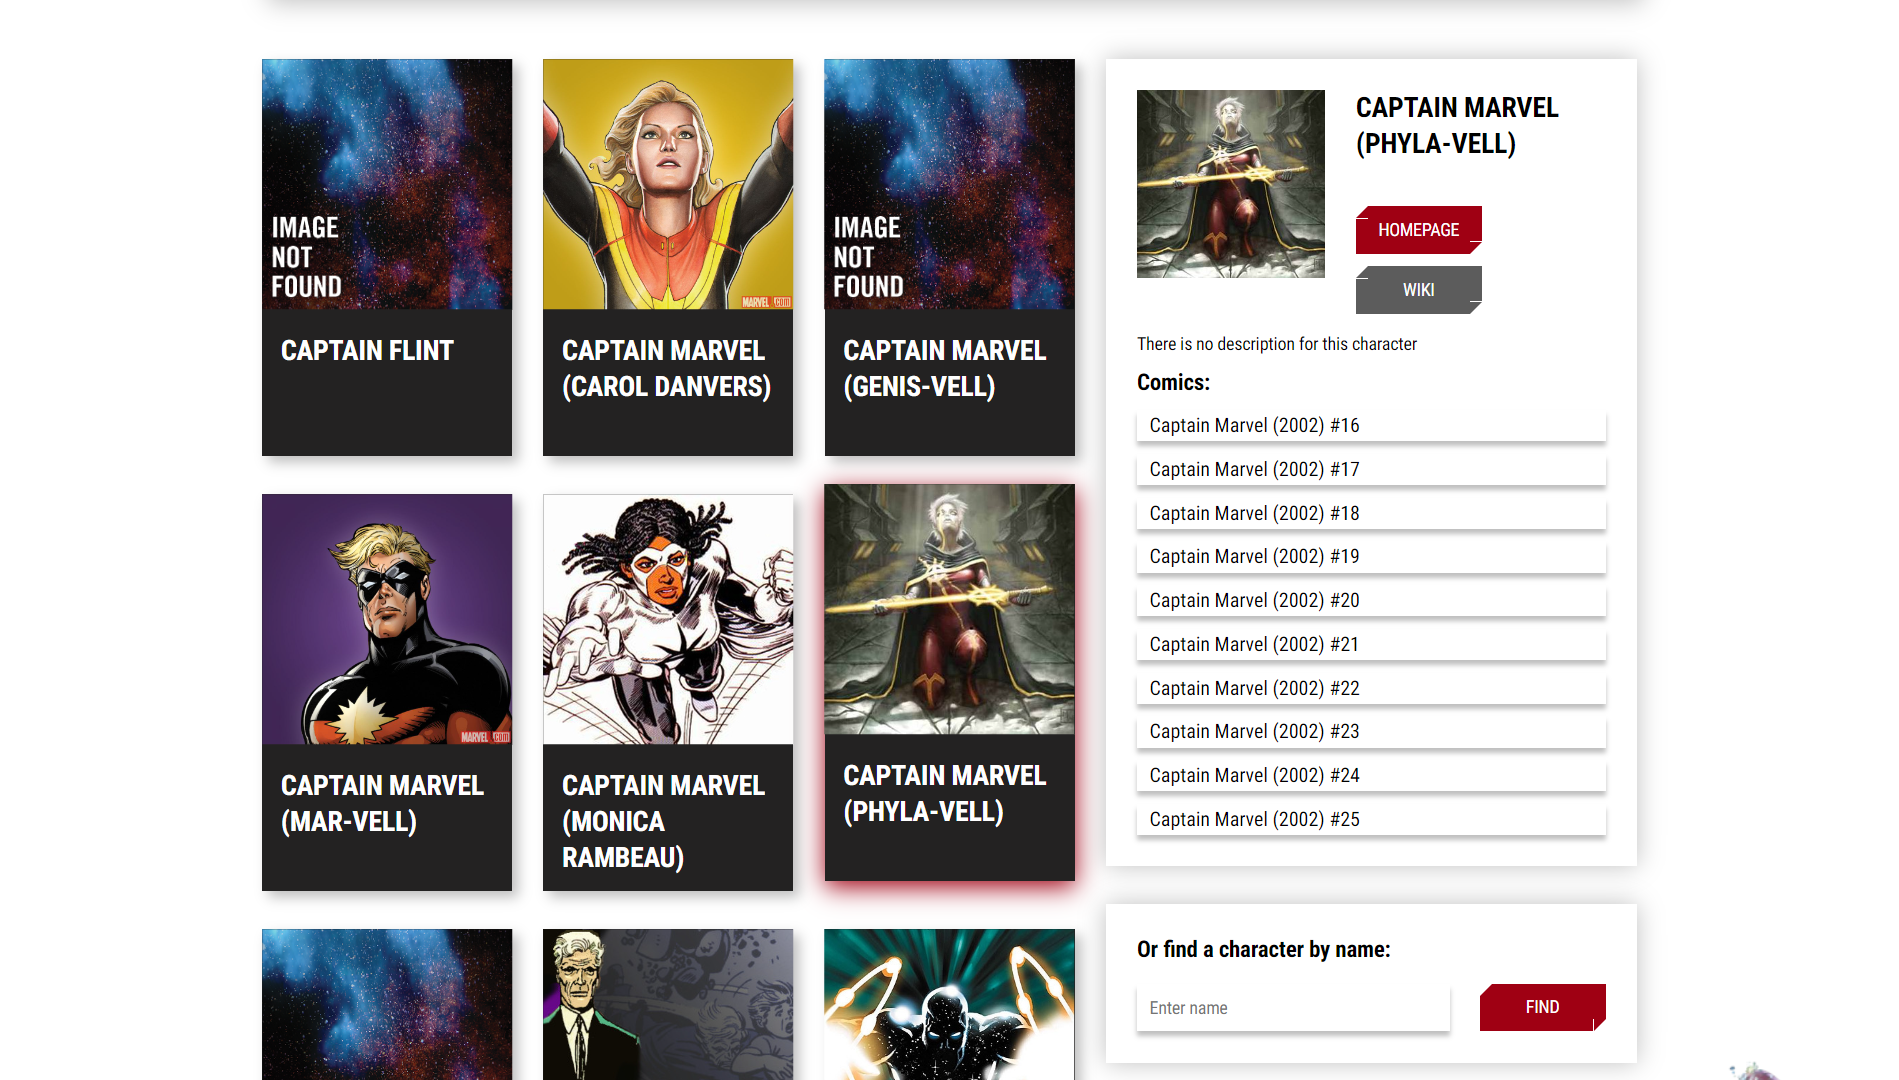 IMAGE
NOT
FOUND
CAPTAIN FLINT
MARVEL.COM
CAPTAIN MARVEL
(CAROL DANVERS)
IMAGE
NOT
FOUND
CAPTAIN MARVEL
(GENIS-VELL)
MARVEL.COM
CAPTAIN MARVEL
(MAR-VELL)
CAPTAIN MARVEL
(MONICA
RAMBEAU)
CAPTAIN MARVEL
(PHYLA-VELL)
CAPTAIN MARVEL
(PHYLA-VELL)
HOMEPAGE
WIKI
There is no description for this character
Comics:
Captain Marvel (2002) #16
Captain Marvel (2002) #17
Captain Marvel (2002) #18
Captain Marvel (2002) #19
Captain Marvel (2002) #20
Captain Marvel (2002) #21
Captain Marvel (2002) #22
Captain Marvel (2002) #23
Captain Marvel (2002) #24
Captain Marvel (2002) #25
Or find a character by name:
Enter name
FIND